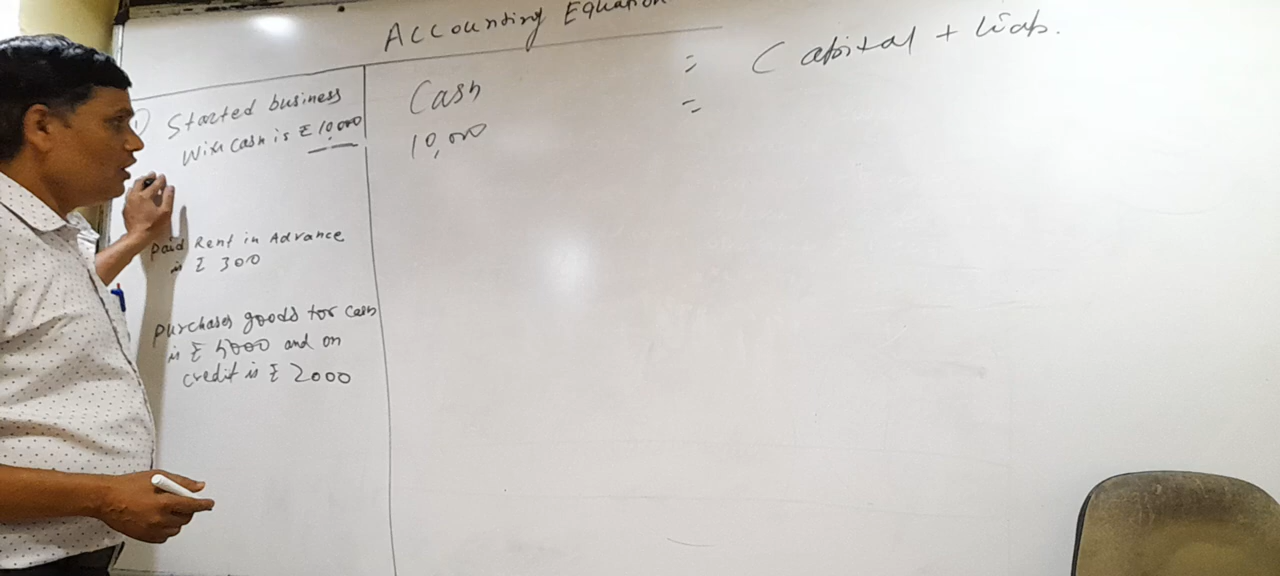 Accounting Equation
= Capital + Liab.
1) Started business
with cash is ₹ 10,000
Cash =
10,000
Paid Rent in Advance
is ₹ 300
Purchases goods for cash
is ₹ 5000 and on
credit is ₹ 2000